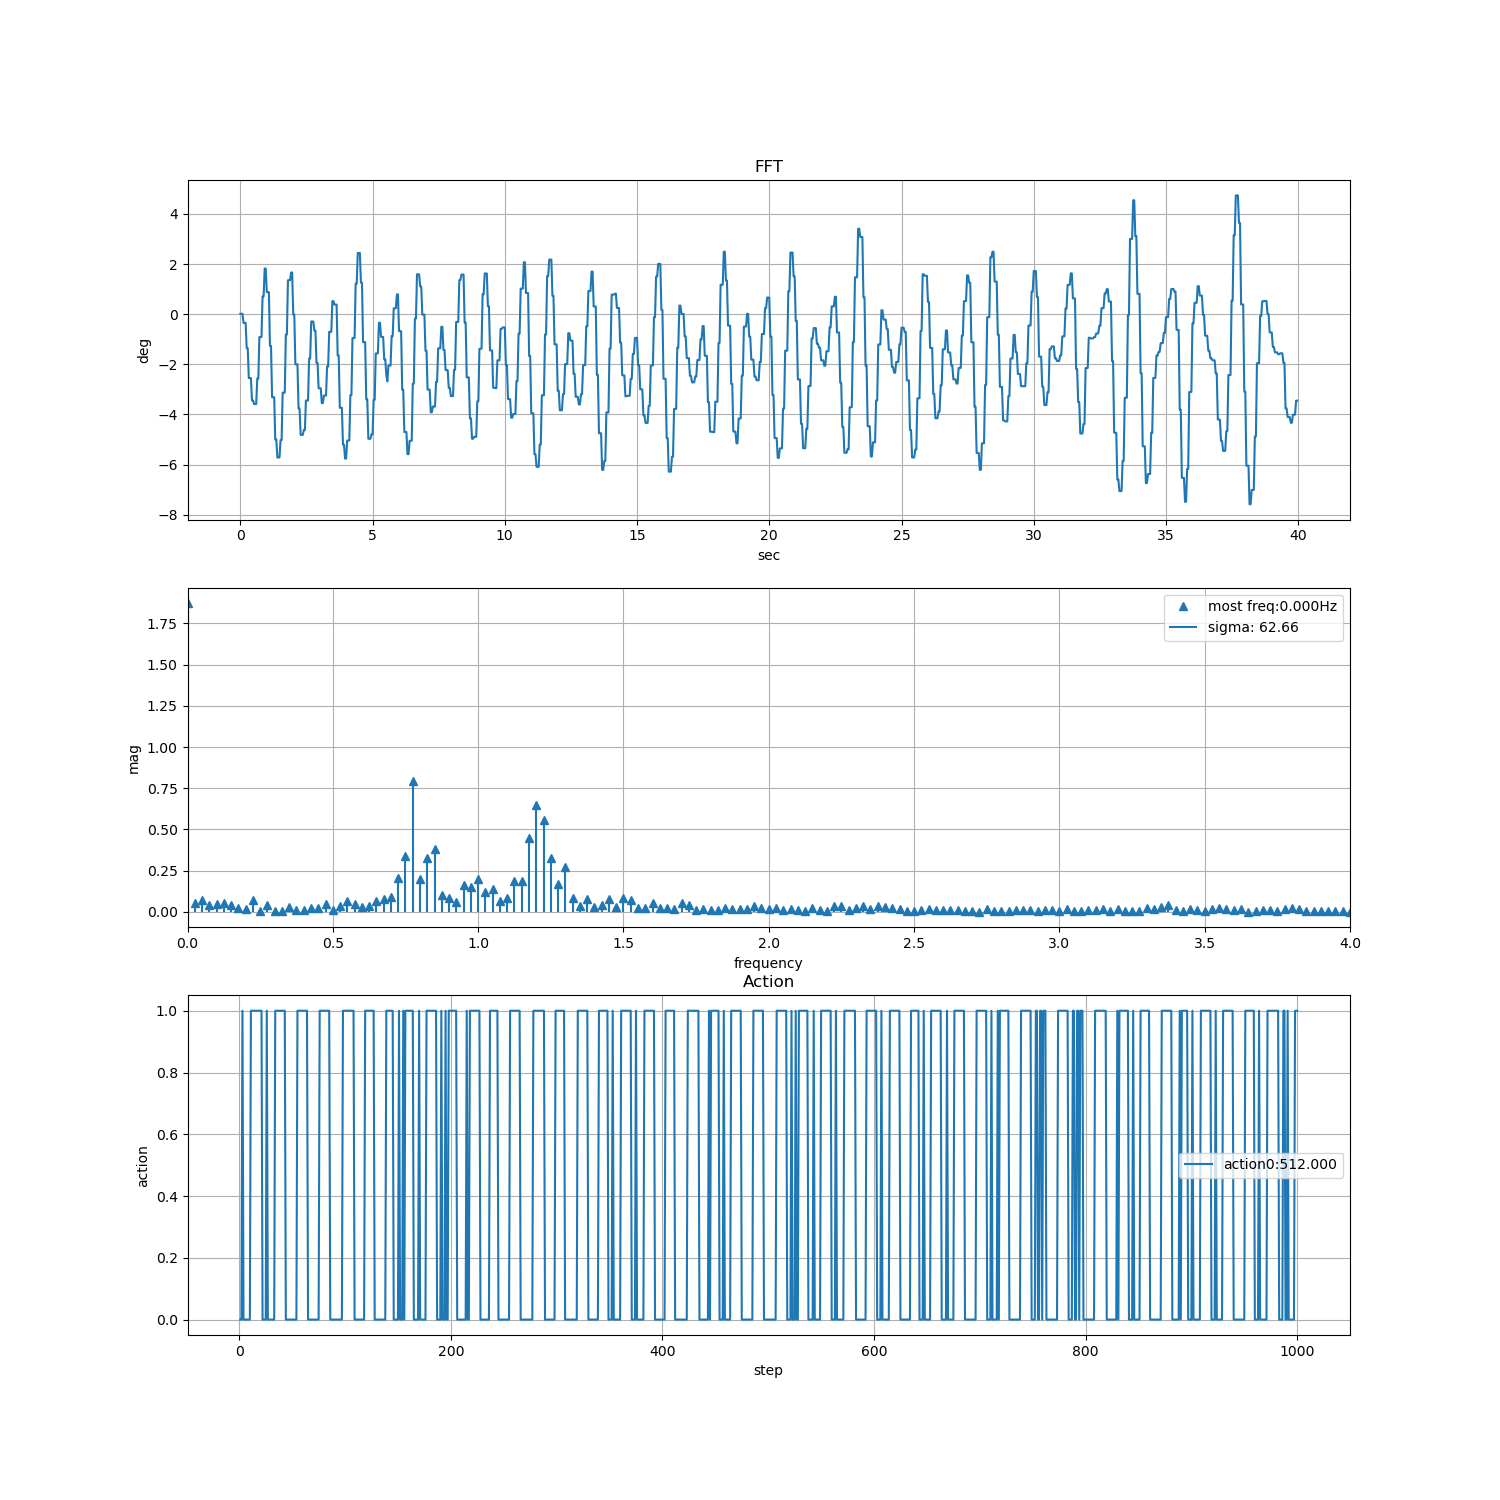 FFT
4
2
0
−2
−4
−6
−8
deg
0 5 10 15 20 25 30 35 40
sec
most freq:0.000Hz
sigma: 62.66
1.75
1.50
1.25
1.00
0.75
0.50
0.25
0.00
mag
0.0 0.5 1.0 1.5 2.0 2.5 3.0 3.5 4.0
frequency
Action
1.0
0.8
0.6
0.4
0.2
0.0
action
action0:512.000
0 200 400 600 800 1000
step